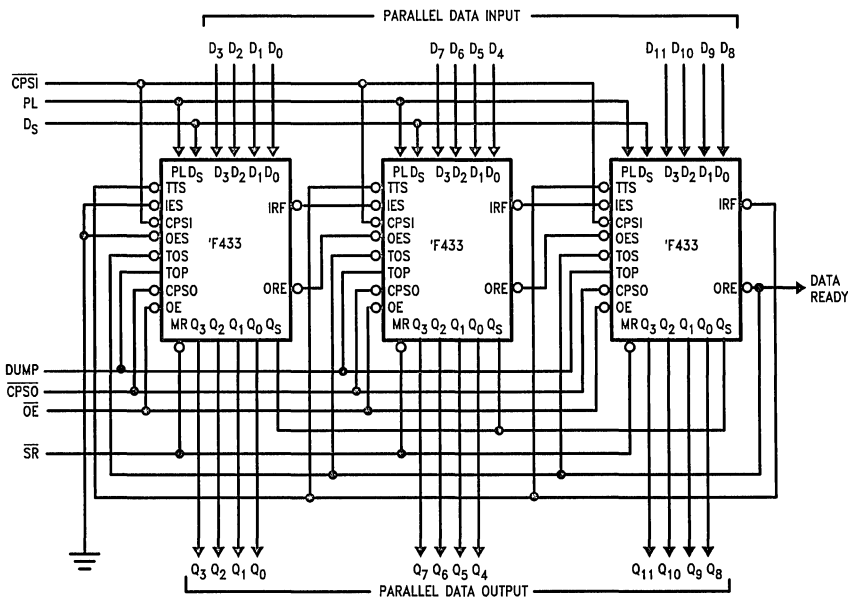 PARALLEL DATA INPUT
D3 D2 D1 D0
D7 D6 D5 D4
D11 D10 D9 D8
CPSI
PL
DS
PL DS D3 D2 D1 D0
TTS
IES
CPSI
OES
TOS
TOP
CPSO
OE
IRF
'F433
ORE
MR Q3 Q2 Q1 Q0 QS
PL DS D3 D2 D1 D0
TTS
IES
CPSI
OES
TOS
TOP
CPSO
OE
IRF
'F433
ORE
MR Q3 Q2 Q1 Q0 QS
PL DS D3 D2 D1 D0
TTS
IES
CPSI
OES
TOS
TOP
CPSO
OE
IRF
'F433
ORE
MR Q3 Q2 Q1 Q0 QS
DATA
READY
DUMP
CPSO
OE
SR
Q3 Q2 Q1 Q0
Q7 Q6 Q5 Q4
Q11 Q10 Q9 Q8
PARALLEL DATA OUTPUT